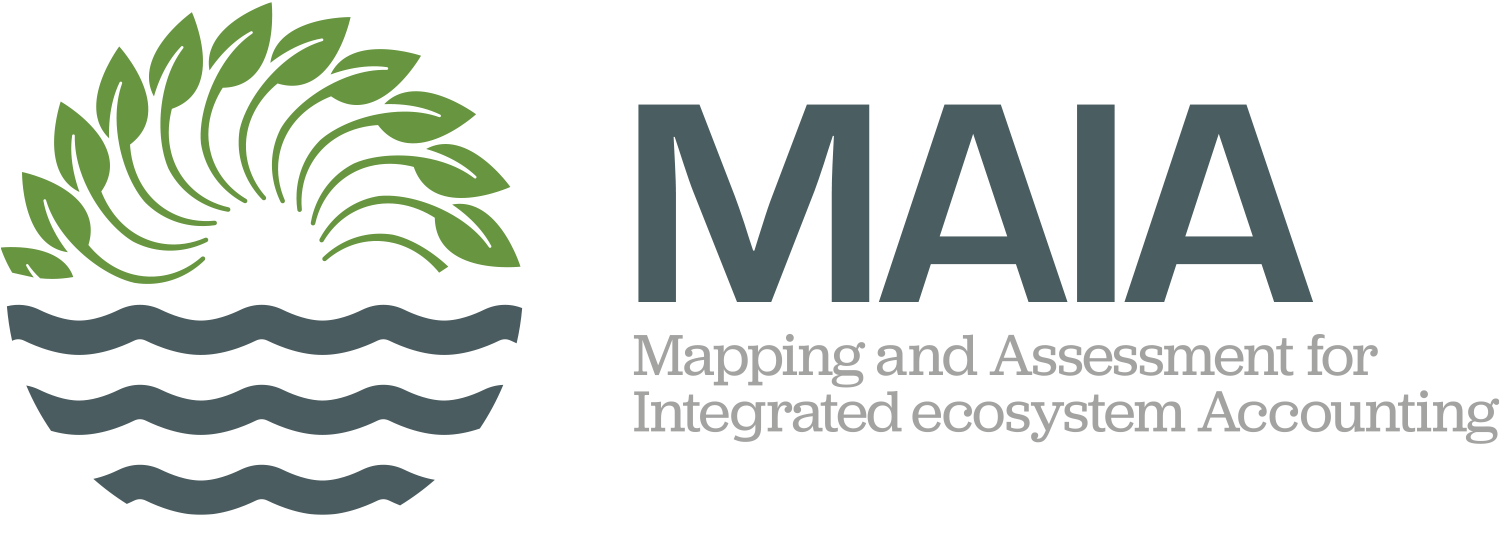 MAIA
Mapping and Assessment for
Integrated ecosystem Accounting